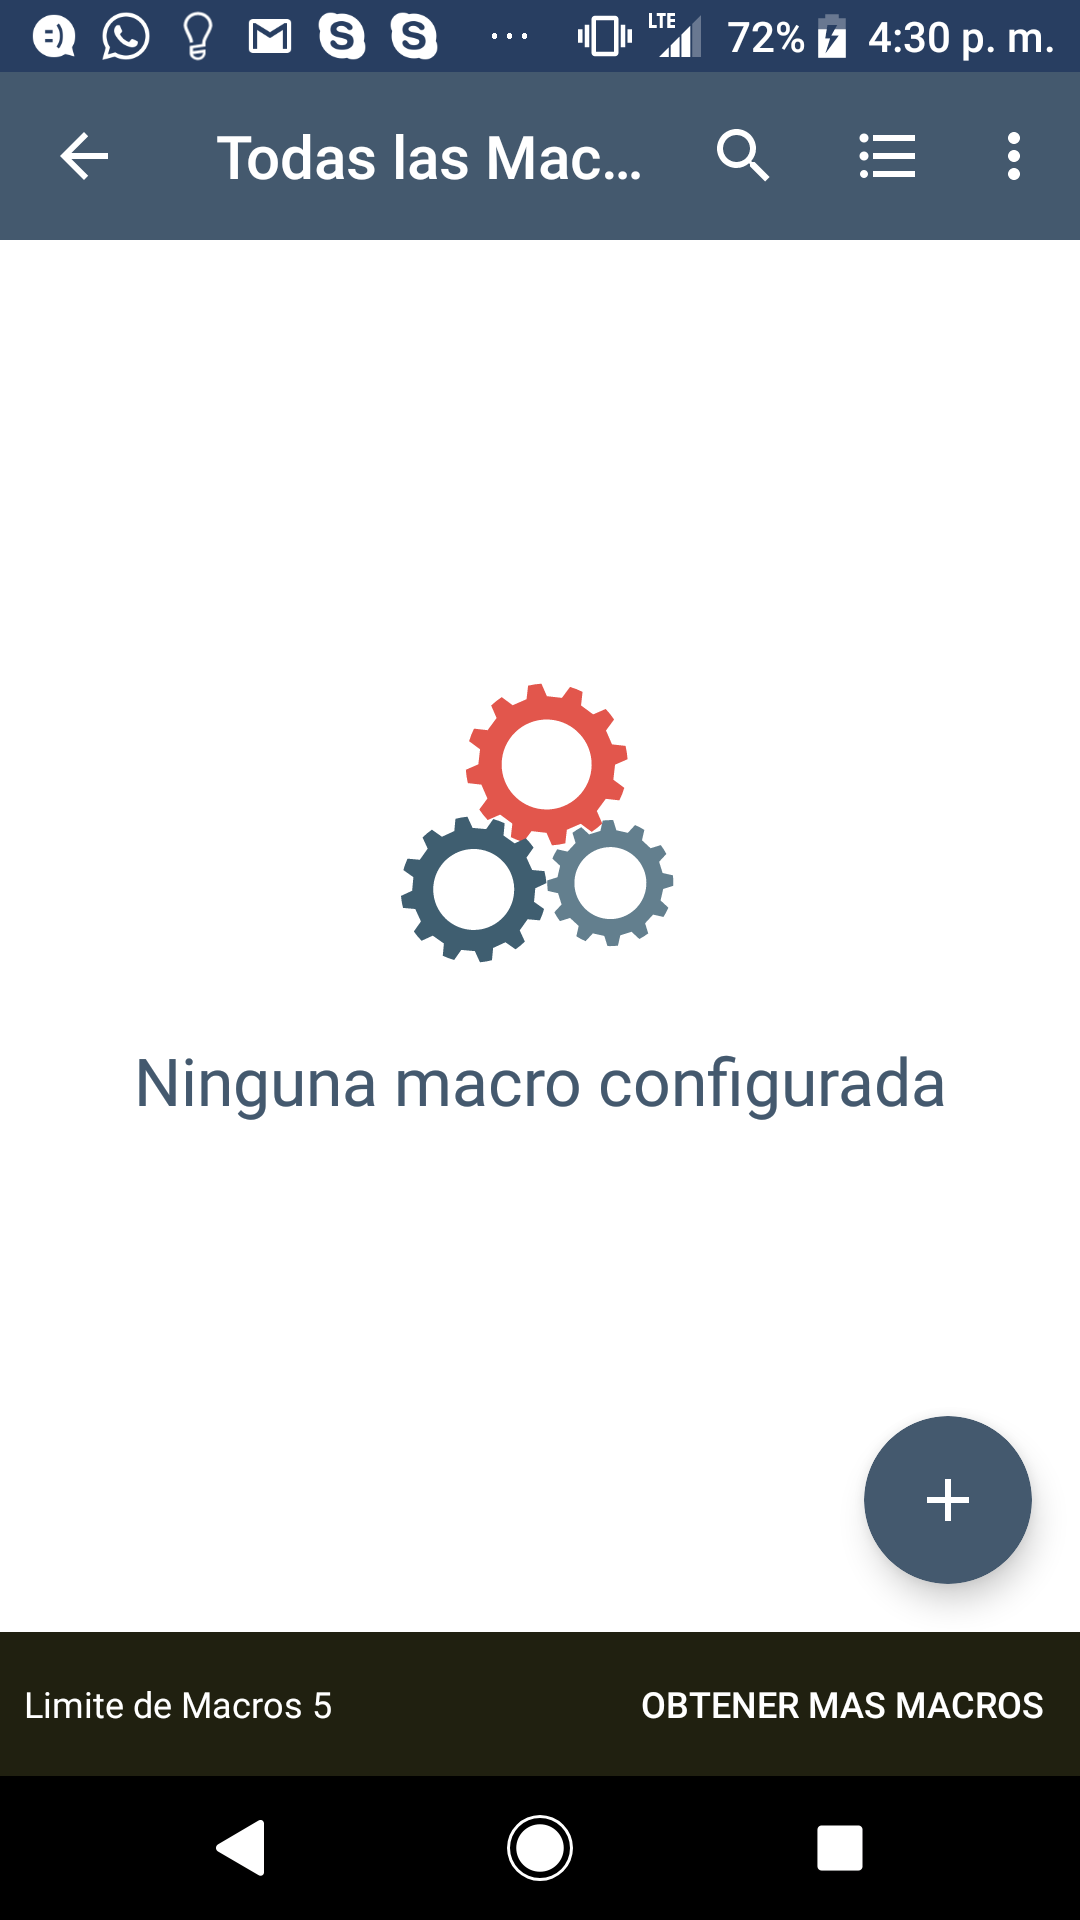 LTE 72% 4:30 p. m.
Todas las Mac...
Ninguna macro configurada
Limite de Macros 5 OBTENER MAS MACROS